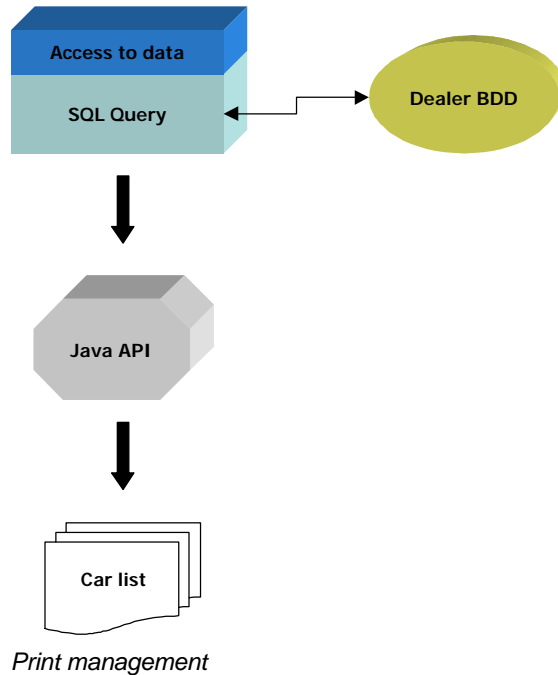 Access to data
SQL Query
Dealer BDD
Java API
Car list
Print management